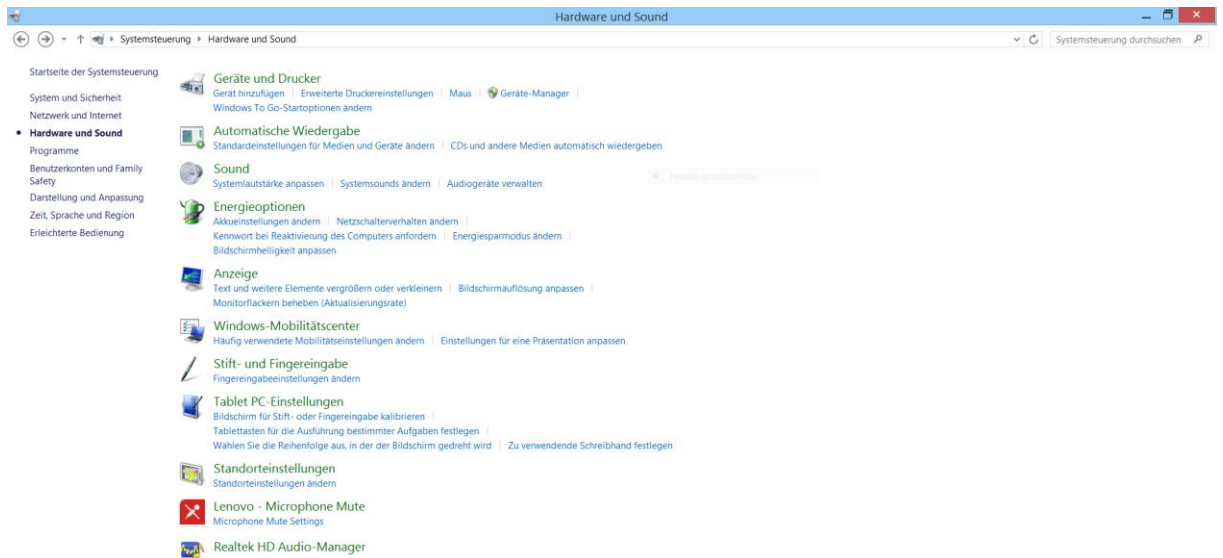 Hardware und Sound
Systemsteuerung Hardware und Sound
Systemsteuerung durchsuchen
Startseite der Systemsteuerung
System und Sicherheit
Netzwerk und Internet
Hardware und Sound
Programme
Benutzerkonten und Family
Safety
Darstellung und Anpassung
Zeit, Sprache und Region
Erleichterte Bedienung
Geräte und Drucker
Gerät hinzufügen Erweiterte Druckereinstellungen Maus Geräte-Manager
Windows To Go-Startoptionen ändern
Automatische Wiedergabe
Standardeinstellungen für Medien und Geräte ändern CDs und andere Medien automatisch wiedergeben
Sound
Systemlautstärke anpassen Systemsounds ändern Audiogeräte verwalten
Energieoptionen
Akkueinstellungen ändern Netzschalterverhalten ändern
Kennwort bei Reaktivierung des Computers anfordern Energiesparmodus ändern
Bildschirmhelligkeit anpassen
Anzeige
Text und weitere Elemente vergrößern oder verkleinern Bildschirmauflösung anpassen
Monitorflackern beheben (Aktualisierungsrate)
Windows-Mobilitätscenter
Häufig verwendete Mobilitätseinstellungen ändern Einstellungen für eine Präsentation anpassen
Stift- und Fingereingabe
Fingereingabeeinstellungen ändern
Tablet PC-Einstellungen
Bildschirm für Stift- oder Fingereingabe kalibrieren
Tablettasten für die Ausführung bestimmter Aufgaben festlegen
Wählen Sie die Reihenfolge aus, in der der Bildschirm gedreht wird Zu verwendende Schreibhand festlegen
Standorteinstellungen
Standorteinstellungen ändern
Lenovo - Microphone Mute
Microphone Mute Settings
Realtek HD Audio-Manager